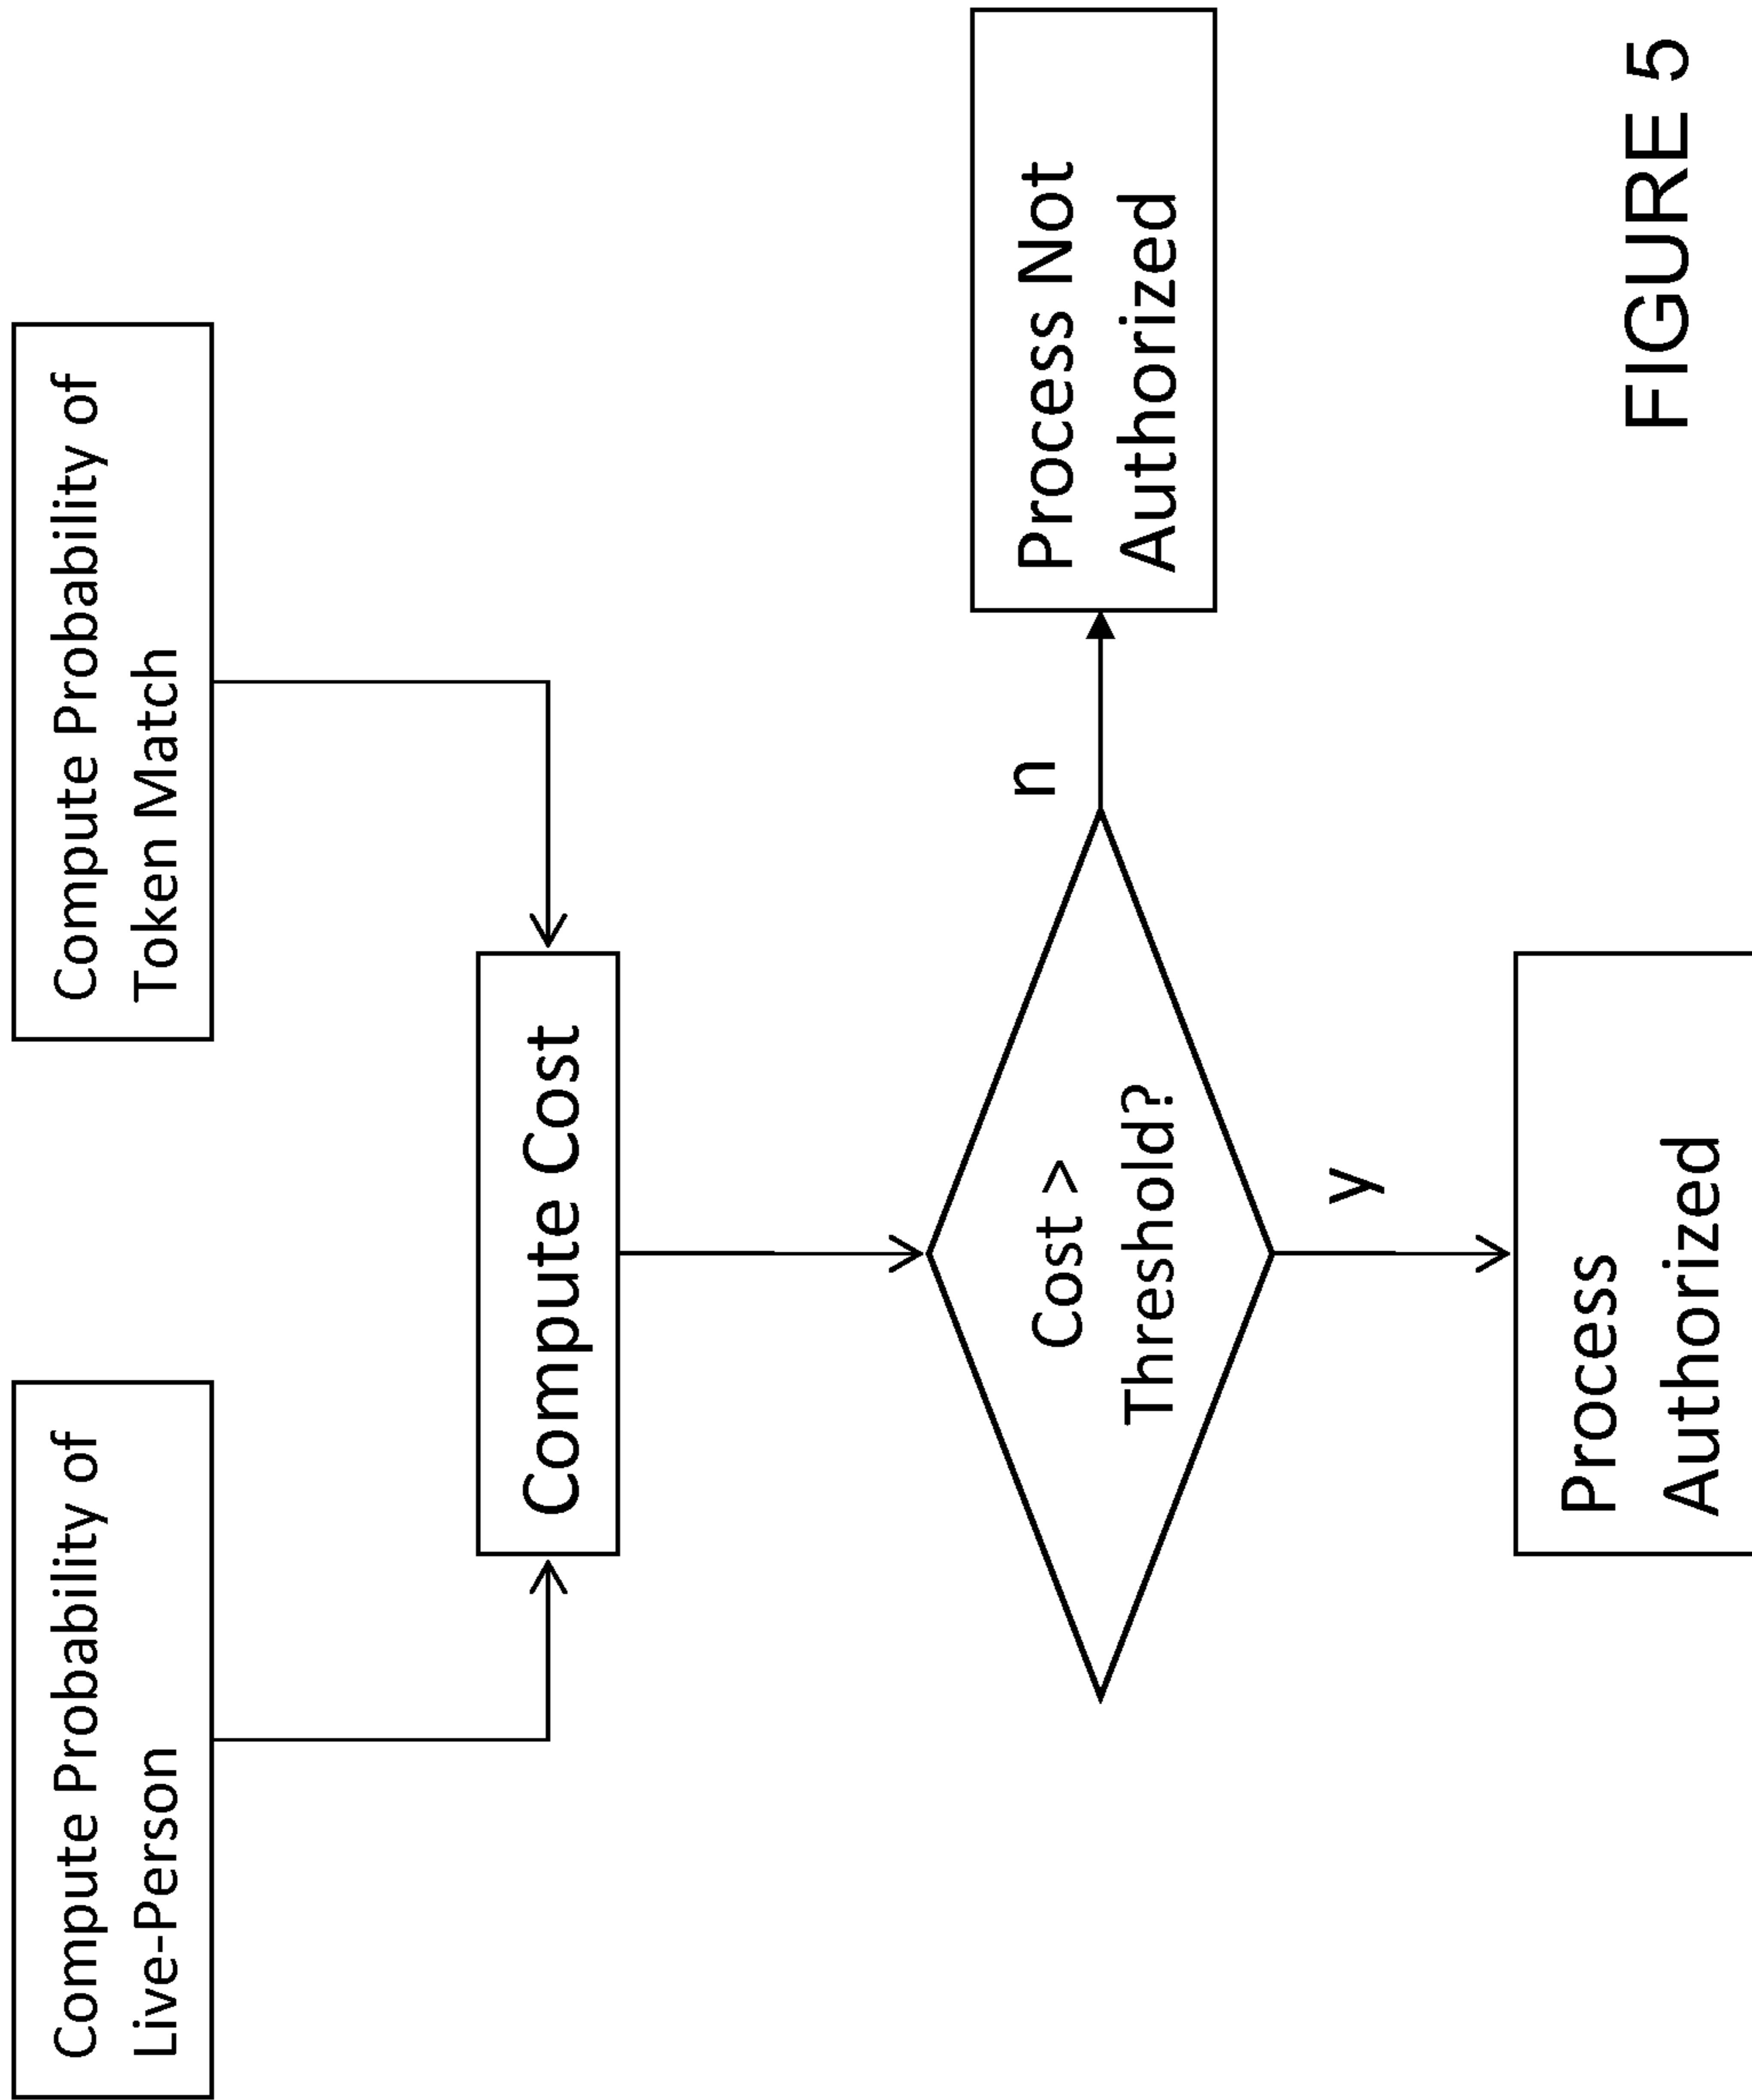 Compute Probability of
Live-Person
Compute Probability of
Token Match
Compute Cost
Cost >
Threshold?
n
Process Not
Authorized
y
Process
Authorized
FIGURE 5